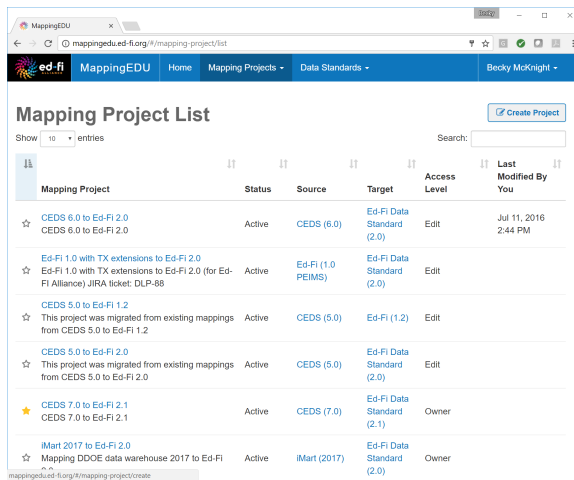 Becky
MappingEDU
mappingedu.ed-fi.org/#/mapping-project/list
ed-fi ALLIANCE MappingEDU Home Mapping Projects Data Standards Becky McKnight
Mapping Project List
Create Project
Show 10 entries Search:
Mapping Project Status Source Target Access Level Last Modified By You
CEDS 6.0 to Ed-Fi 2.0
CEDS 6.0 to Ed-Fi 2.0
Active
CEDS (6.0)
Ed-Fi Data
Standard
(2.0)
Edit
Jul 11, 2016
2:44 PM
Ed-Fi 1.0 with TX extensions to Ed-Fi 2.0
Ed-Fi 1.0 with TX extensions to Ed-Fi 2.0 (for Ed-
FI Alliance) JIRA ticket: DLP-88
Active
Ed-Fi (1.0
PEIMS)
Ed-Fi Data
Standard
(2.0)
Edit
CEDS 5.0 to Ed-Fi 1.2
This project was migrated from existing mappings
from CEDS 5.0 to Ed-Fi 1.2
Active
CEDS (5.0)
Ed-Fi (1.2)
Edit
CEDS 5.0 to Ed-Fi 2.0
This project was migrated from existing mappings
from CEDS 5.0 to Ed-Fi 2.0
Active
CEDS (5.0)
Ed-Fi Data
Standard
(2.0)
Edit
CEDS 7.0 to Ed-Fi 2.1
CEDS 7.0 to Ed-Fi 2.1
Active
CEDS (7.0)
Ed-Fi Data
Standard
(2.1)
Owner
iMart 2017 to Ed-Fi 2.0
Mapping DDOE data warehouse 2017 to Ed-Fi
Active
iMart (2017)
Ed-Fi Data
Standard
(2.0)
Owner
mappingedu.ed-fi.org/#/mapping-project/create